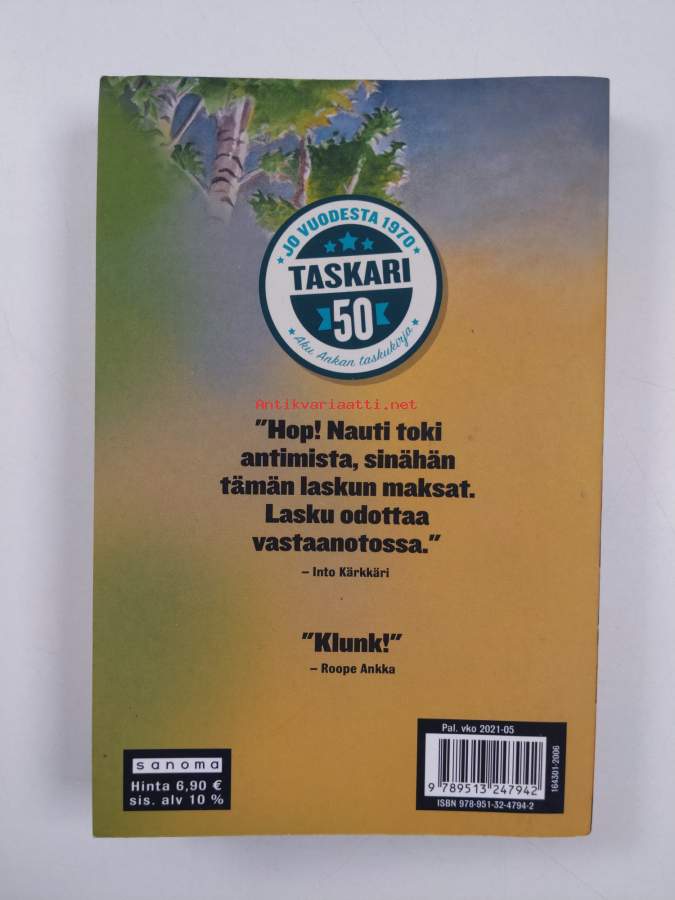 JO VUODESTA 1970
TASKARI
50
Aku Ankan taskukirja
Antikvariaatti.net
"Hop! Nauti toki
antimista, sinähän
tämän laskun maksat.
Lasku odottaa
vastaanotossa."
– Into Kärkkäri
"Klunk!"
– Roope Ankka
sanoma
Hinta 6,90 €
sis. alv 10 %
Pal. vko 2021-05
9 789513 247942
ISBN 978-951-32-4794-2
164301-2006